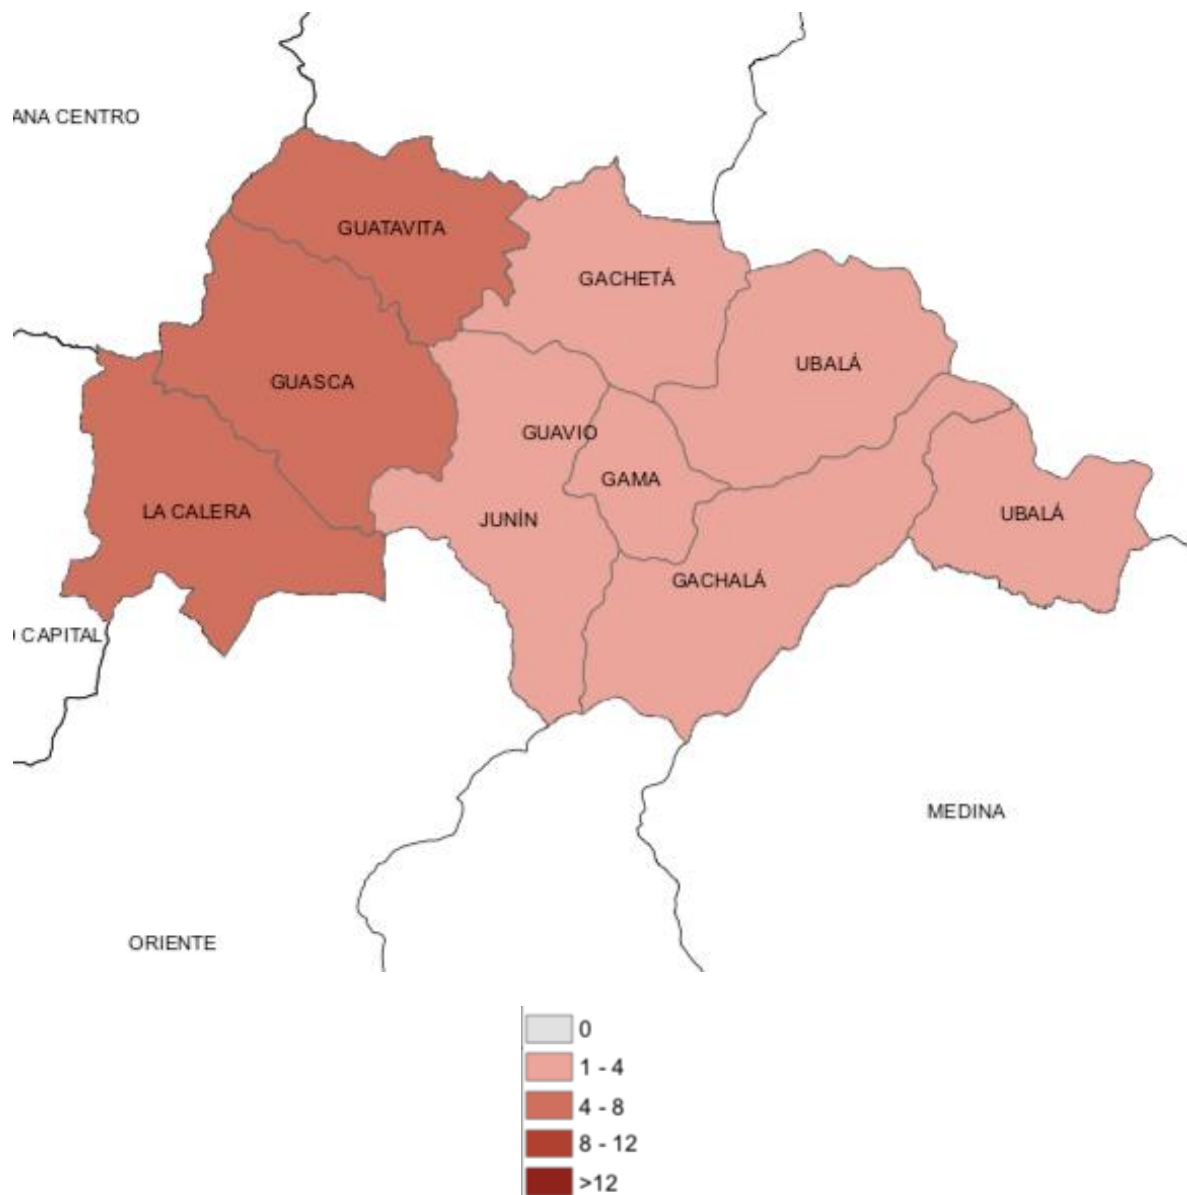 ANA CENTRO
GUATAVITA
GACHETÁ
UBALÁ
GUASCA
GUAVIO
GAMA
LA CALERA
JUNÍN
UBALÁ
GACHALÁ
CAPITAL
MEDINA
ORIENTE
0
1 - 4
4 - 8
8 - 12
>12